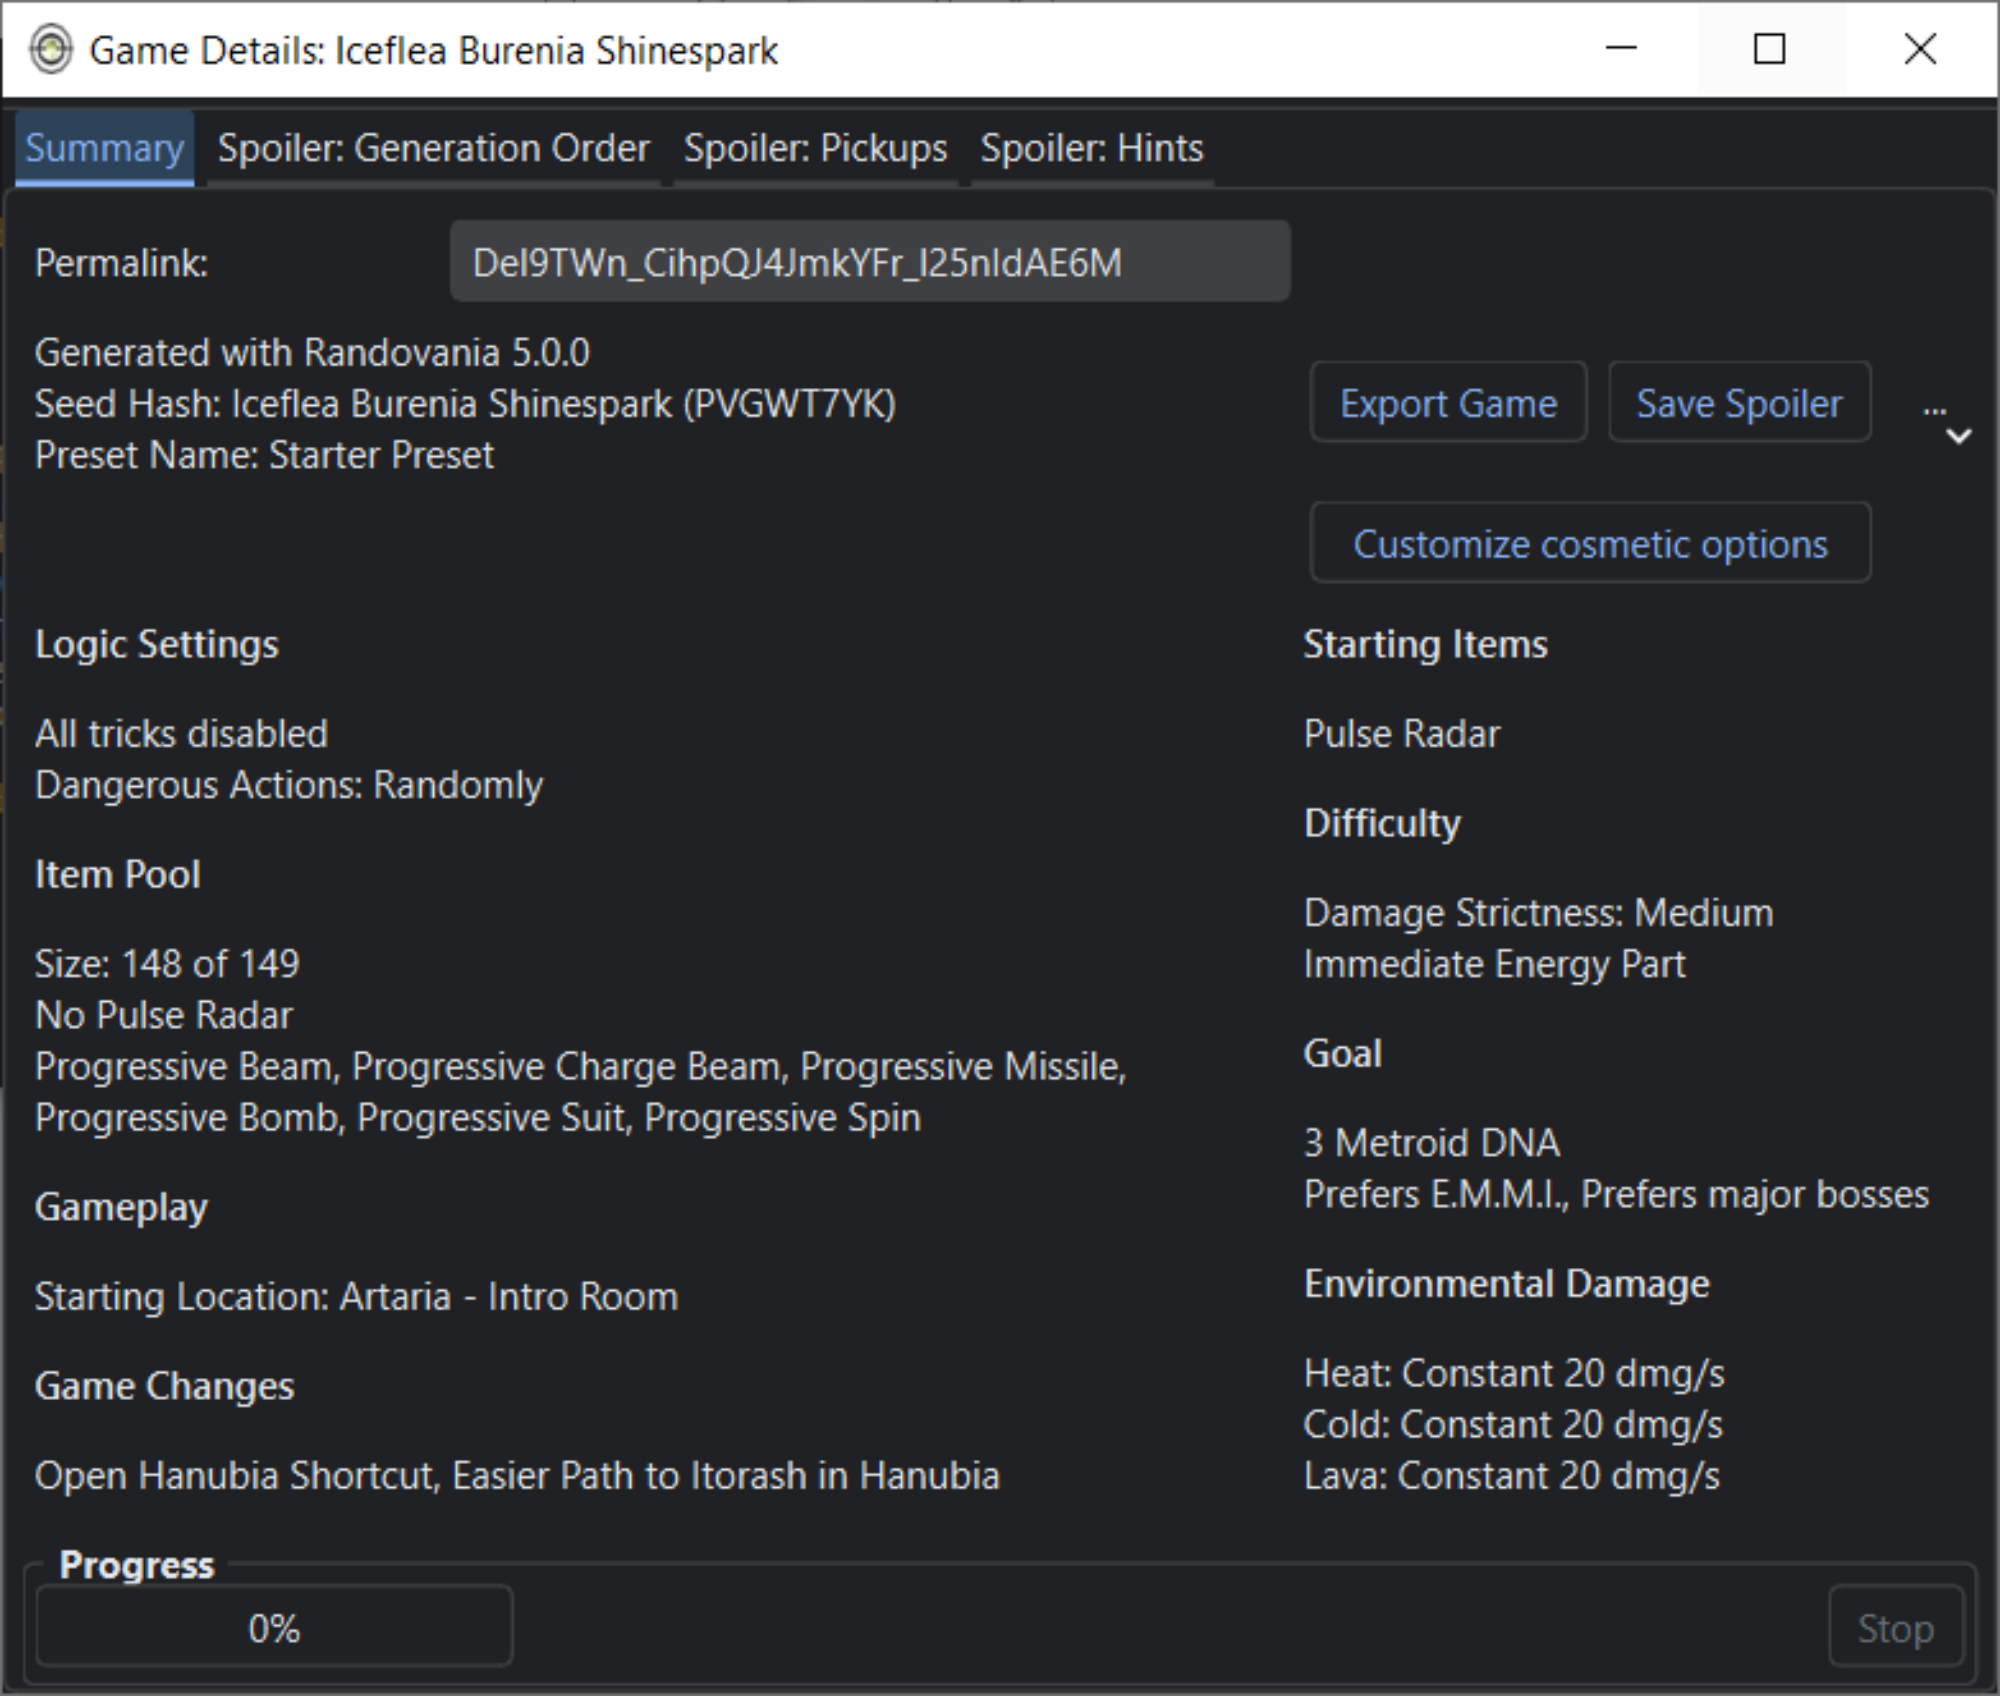 Game Details: Iceflea Burenia Shinespark
Summary
Spoiler: Generation Order
Spoiler: Pickups
Spoiler: Hints
Permalink:
DeI9TWn_CihpQJ4JmkYFr_I25nIdAE6M
Generated with Randovania 5.0.0
Seed Hash: Iceflea Burenia Shinespark (PVGWT7YK)
Preset Name: Starter Preset
Export Game
Save Spoiler
...
Customize cosmetic options
Logic Settings
All tricks disabled
Dangerous Actions: Randomly
Item Pool
Size: 148 of 149
No Pulse Radar
Progressive Beam, Progressive Charge Beam, Progressive Missile,
Progressive Bomb, Progressive Suit, Progressive Spin
Gameplay
Starting Location: Artaria - Intro Room
Game Changes
Open Hanubia Shortcut, Easier Path to Itorash in Hanubia
Starting Items
Pulse Radar
Difficulty
Damage Strictness: Medium
Immediate Energy Part
Goal
3 Metroid DNA
Prefers E.M.M.I., Prefers major bosses
Environmental Damage
Heat: Constant 20 dmg/s
Cold: Constant 20 dmg/s
Lava: Constant 20 dmg/s
Progress
0%
Stop